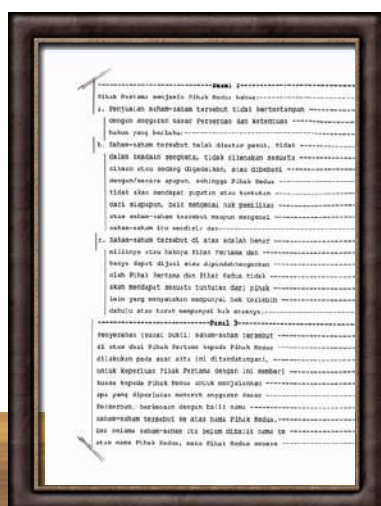 Pasal 2
Pihak Pertama menjamin Pihak Kedua bahwa:
a. Penjualan saham-saham tersebut tidak bertentangan
dengan anggaran dasar Perseroan dan ketentuan
hukum yang berlaku;
b. Saham-saham tersebut telah disetor penuh, tidak
dalam keadaan sengketa, tidak dikenakan sesuatu
sitaan atau sedang digadaikan, atau dibebani
dengan/secara apapun, sehingga Pihak Kedua
tidak akan mendapat gugatan atau tuntutan
dari siapapun, baik mengenai hak pemilikan
atas saham-saham tersebut maupun mengenai
saham-saham itu sendiri; dan
c. Saham-saham tersebut di atas adalah benar
miliknya atau haknya Pihak Pertama dan
hanya dapat dijual atau dipindahtangankan
oleh Pihak Pertama dan Pihak Kedua tidak
akan mendapat sesuatu tuntutan dari pihak
lain yang menyatakan mempunyai hak terlebih
dahulu atau turut mempunyai hak atasnya.
Pasal 3
Penyerahan (surat bukti) saham-saham tersebut
di atas dari Pihak Pertama kepada Pihak Kedua
dilakukan pada saat akta ini ditandatangani,
untuk keperluan Pihak Pertama dengan ini memberi
kuasa kepada Pihak Kedua untuk menjalankan
apa yang diperlukan menurut anggaran dasar
Perseroan, berkenaan dengan balik nama
saham-saham tersebut ke atas nama Pihak Kedua.
Dan selama saham-saham itu belum dibalik nama ke
atas nama Pihak Kedua, maka Pihak Kedua secara